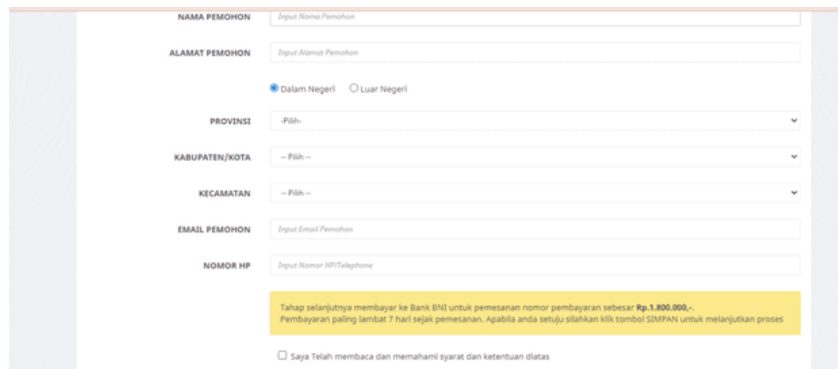 NAMA PEMOHON Input Nama Pemohon
ALAMAT PEMOHON Input Alamat Pemohon
Dalam Negeri Luar Negeri
PROVINSI -Pilih-
KABUPATEN/KOTA -- Pilih --
KECAMATAN -- Pilih --
EMAIL PEMOHON Input Email Pemohon
NOMOR HP Input Nomor HP/Telephone
Tahap selanjutnya membayar ke Bank BNI untuk pemesanan nomor pembayaran sebesar Rp.1.800.000,-.
Pembayaran paling lambat 7 hari sejak pemesanan. Apabila anda setuju silahkan klik tombol SIMPAN untuk melanjutkan proses
Saya Telah membaca dan memahami syarat dan ketentuan diatas